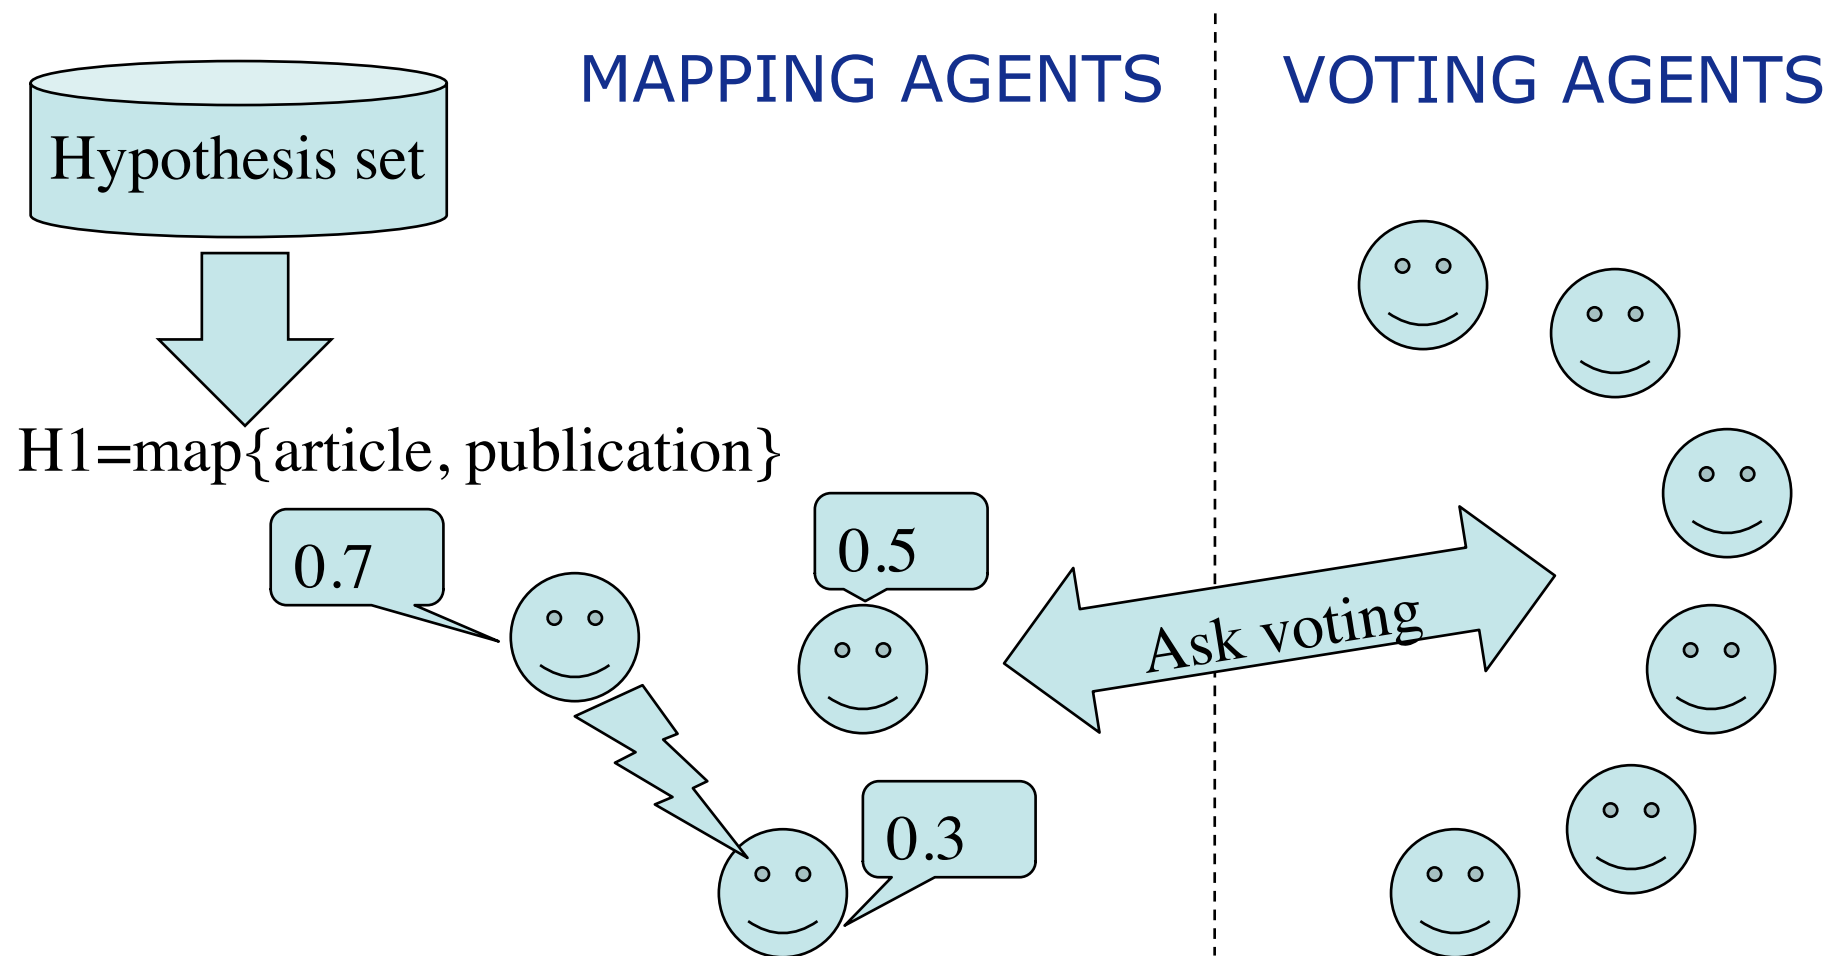 MAPPING AGENTS
VOTING AGENTS
Hypothesis set
H1=map{article, publication}
0.7
0.5
Ask voting
0.3